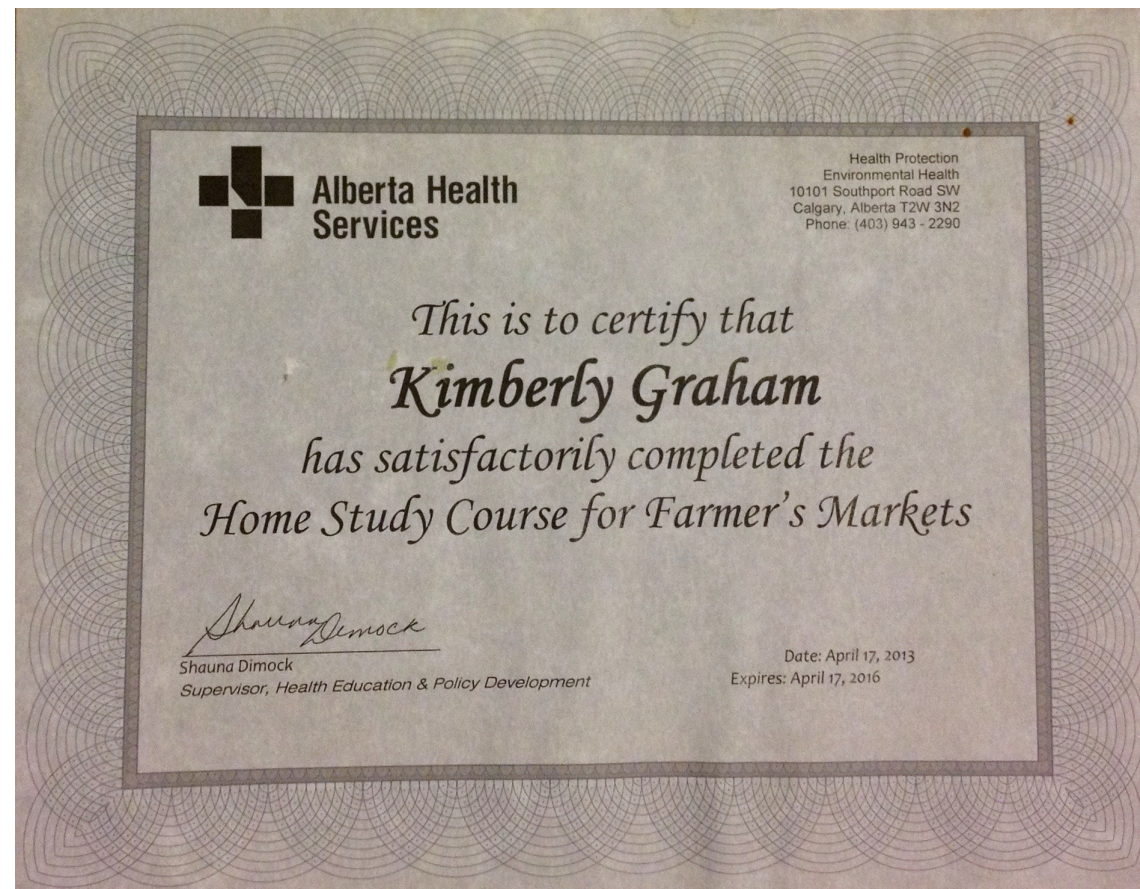 Alberta Health
Services
Health Protection
Environmental Health
10101 Southport Road SW
Calgary, Alberta T2W 3N2
Phone: (403) 943 - 2290
This is to certify that
Kimberly Graham
has satisfactorily completed the
Home Study Course for Farmer's Markets
Shauna Dimock
Shauna Dimock
Supervisor, Health Education & Policy Development
Date: April 17, 2013
Expires: April 17, 2016